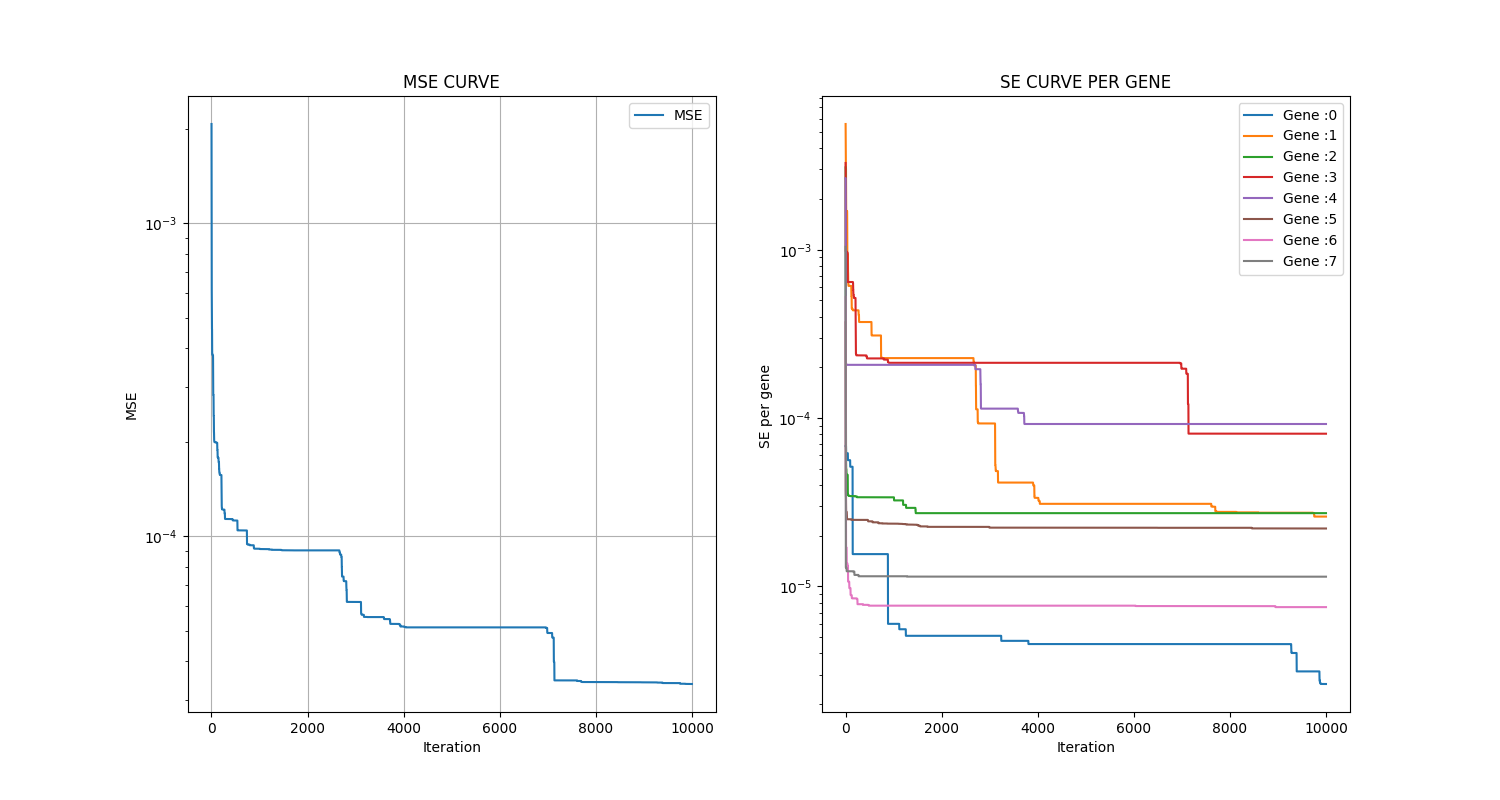 MSE CURVE
MSE
10⁻³
10⁻⁴
MSE
0 2000 4000 6000 8000 10000
Iteration
SE CURVE PER GENE
Gene :0
Gene :1
Gene :2
Gene :3
Gene :4
Gene :5
Gene :6
Gene :7
10⁻³
10⁻⁴
10⁻⁵
SE per gene
0 2000 4000 6000 8000 10000
Iteration